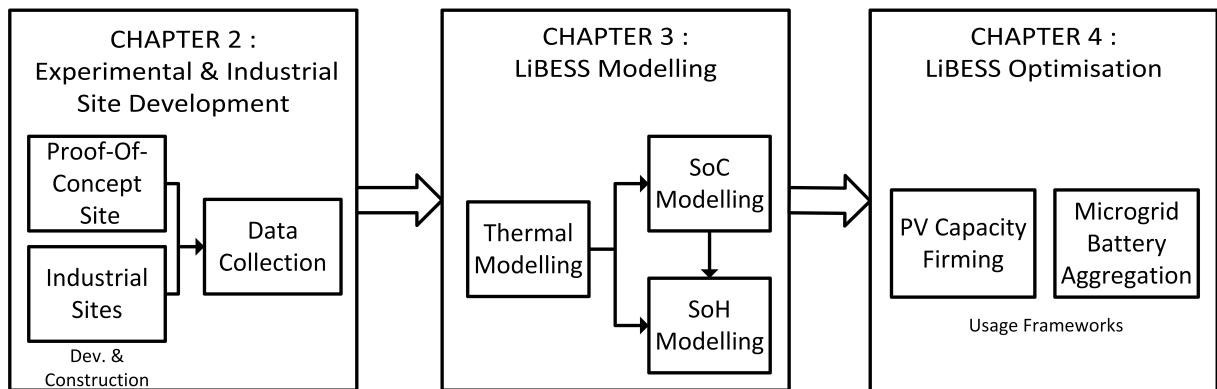 CHAPTER 2 :
Experimental & Industrial
Site Development
Proof-Of-
Concept
Site
Industrial
Sites
Dev. &
Construction
Data
Collection
CHAPTER 3 :
LiBESS Modelling
Thermal
Modelling
SoC
Modelling
SoH
Modelling
CHAPTER 4 :
LiBESS Optimisation
PV Capacity
Firming
Microgrid
Battery
Aggregation
Usage Frameworks